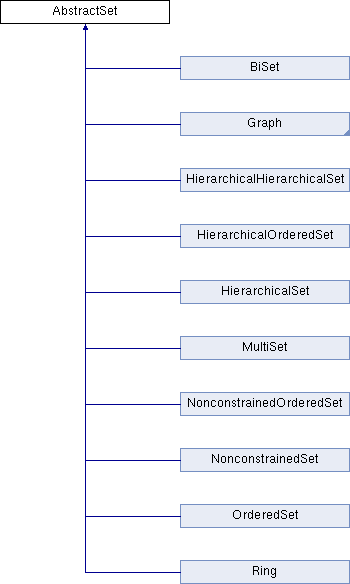 AbstractSet
BiSet
Graph
HierarchicalHierarchicalSet
HierarchicalOrderedSet
HierarchicalSet
MultiSet
NonconstrainedOrderedSet
NonconstrainedSet
OrderedSet
Ring